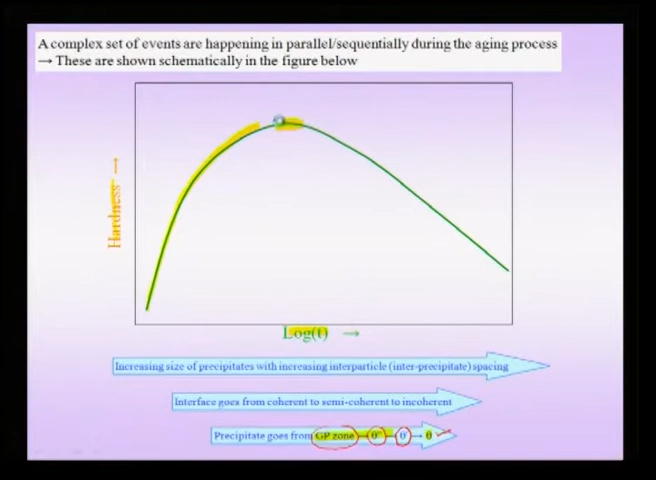 A complex set of events are happening in parallel/sequentially during the aging process
→ These are shown schematically in the figure below
Hardness →
Log(t) →
Increasing size of precipitates with increasing interparticle (inter-precipitate) spacing
Interface goes from coherent to semi-coherent to incoherent
Precipitate goes from GP zone → θ'' → θ' → θ